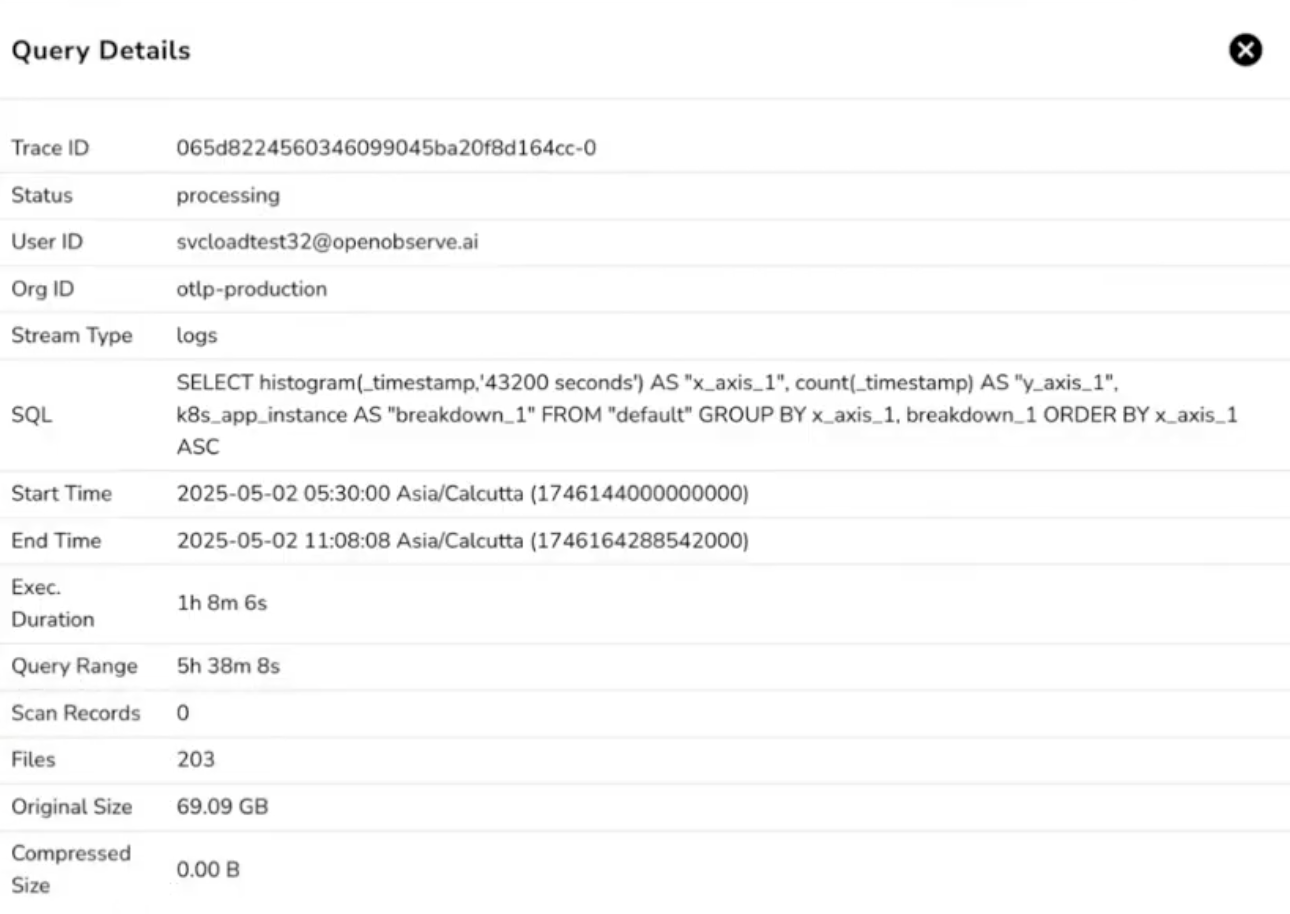 Query Details
Trace ID 065d8224560346099045ba20f8d164cc-0
Status processing
User ID svcloadtest32@openobserve.ai
Org ID otlp-production
Stream Type logs
SQL SELECT histogram(_timestamp,'43200 seconds') AS "x_axis_1", count(_timestamp) AS "y_axis_1",
k8s_app_instance AS "breakdown_1" FROM "default" GROUP BY x_axis_1, breakdown_1 ORDER BY x_axis_1
ASC
Start Time 2025-05-02 05:30:00 Asia/Calcutta (1746144000000000)
End Time 2025-05-02 11:08:08 Asia/Calcutta (1746164288542000)
Exec.
Duration 1h 8m 6s
Query Range 5h 38m 8s
Scan Records 0
Files 203
Original Size 69.09 GB
Compressed
Size 0.00 B